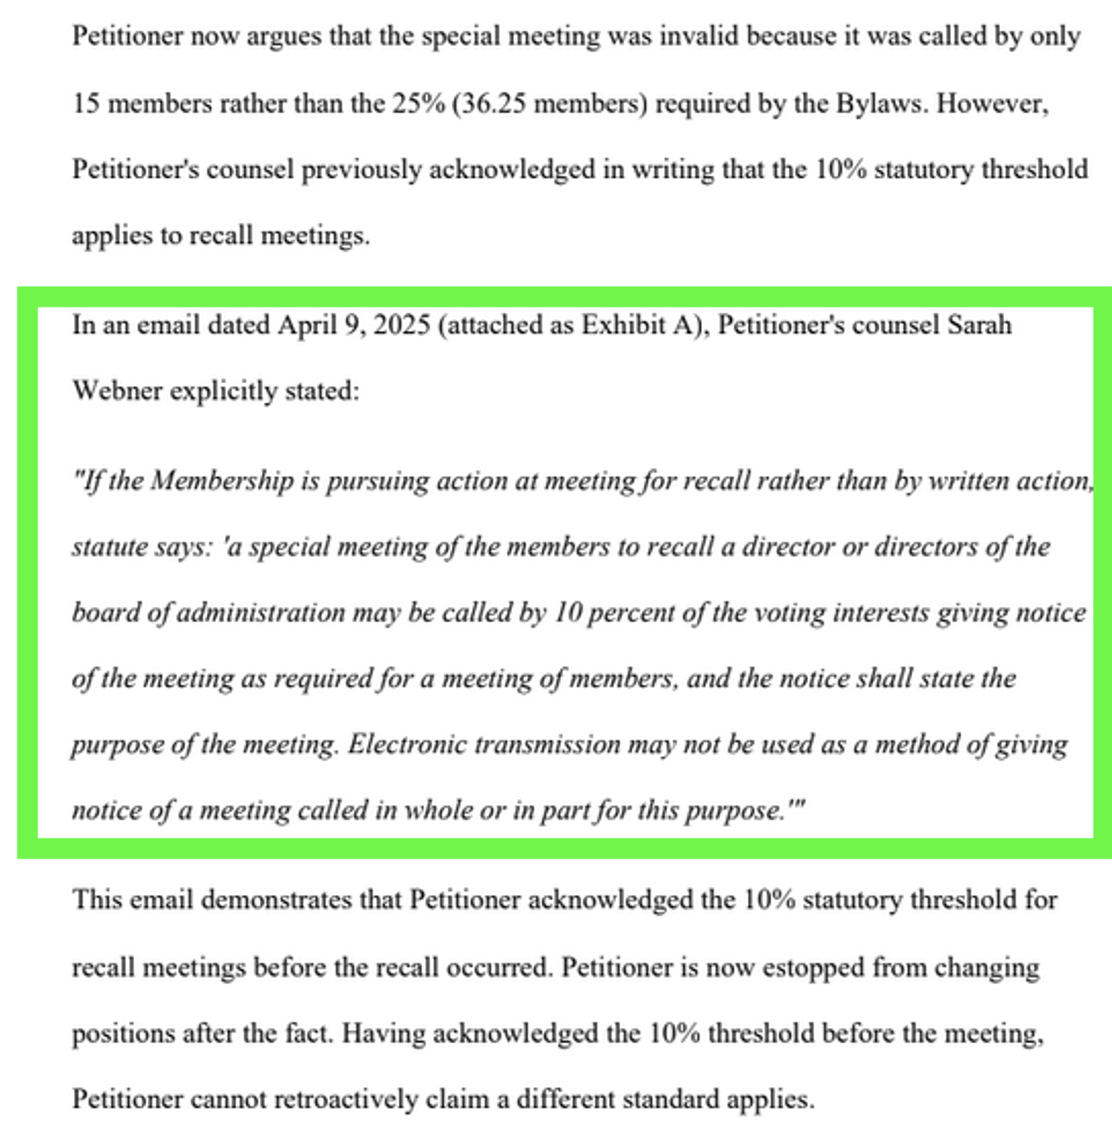 Petitioner now argues that the special meeting was invalid because it was called by only
15 members rather than the 25% (36.25 members) required by the Bylaws. However,
Petitioner's counsel previously acknowledged in writing that the 10% statutory threshold
applies to recall meetings.
In an email dated April 9, 2025 (attached as Exhibit A), Petitioner's counsel Sarah
Webner explicitly stated:
"If the Membership is pursuing action at meeting for recall rather than by written action,
statute says: 'a special meeting of the members to recall a director or directors of the
board of administration may be called by 10 percent of the voting interests giving notice
of the meeting as required for a meeting of members, and the notice shall state the
purpose of the meeting. Electronic transmission may not be used as a method of giving
notice of a meeting called in whole or in part for this purpose.'"
This email demonstrates that Petitioner acknowledged the 10% statutory threshold for
recall meetings before the recall occurred. Petitioner is now estopped from changing
positions after the fact. Having acknowledged the 10% threshold before the meeting,
Petitioner cannot retroactively claim a different standard applies.